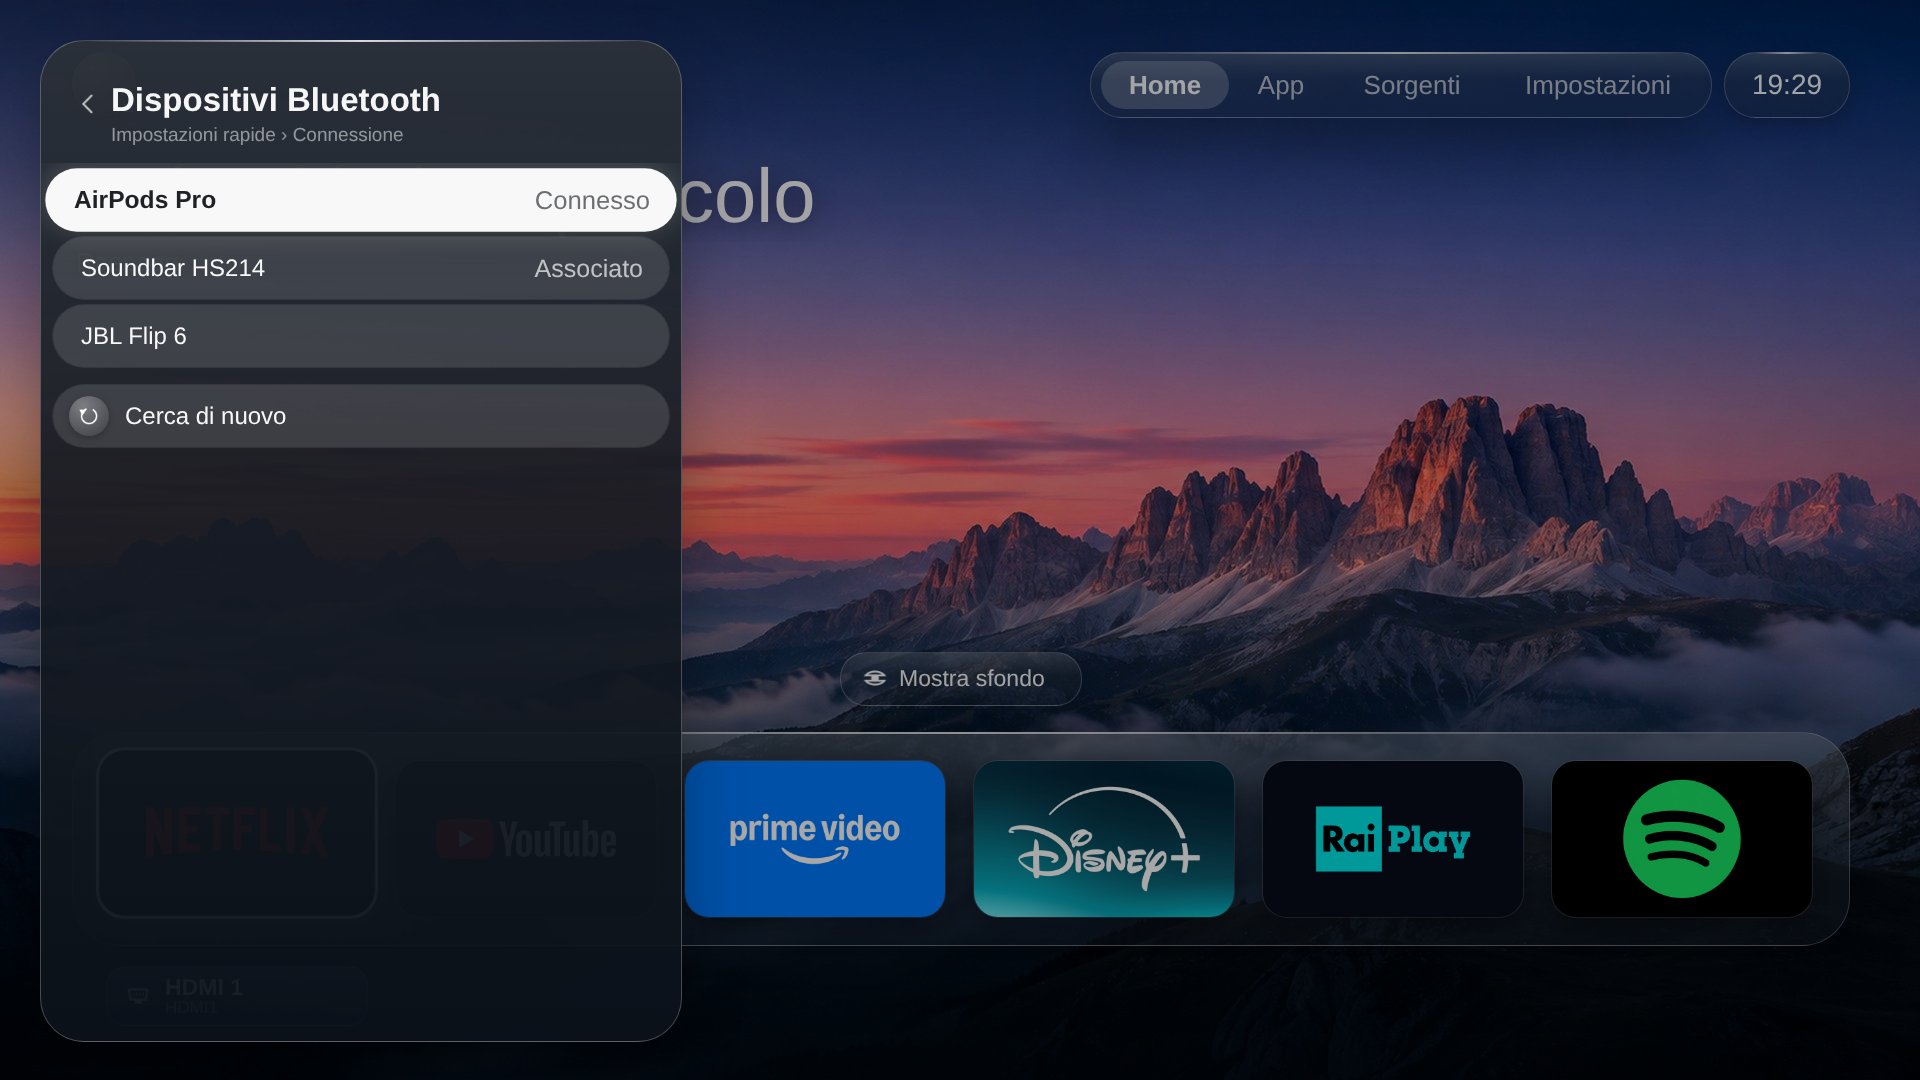 Dispositivi Bluetooth
Impostazioni rapide › Connessione
Home App Sorgenti Impostazioni 19:29
AirPods Pro Connesso
colo
Soundbar HS214 Associato
JBL Flip 6
Cerca di nuovo
Mostra sfondo
NETFLIX
YouTube
prime video
Disney+
Rai Play
HDMI 1
HDMI1